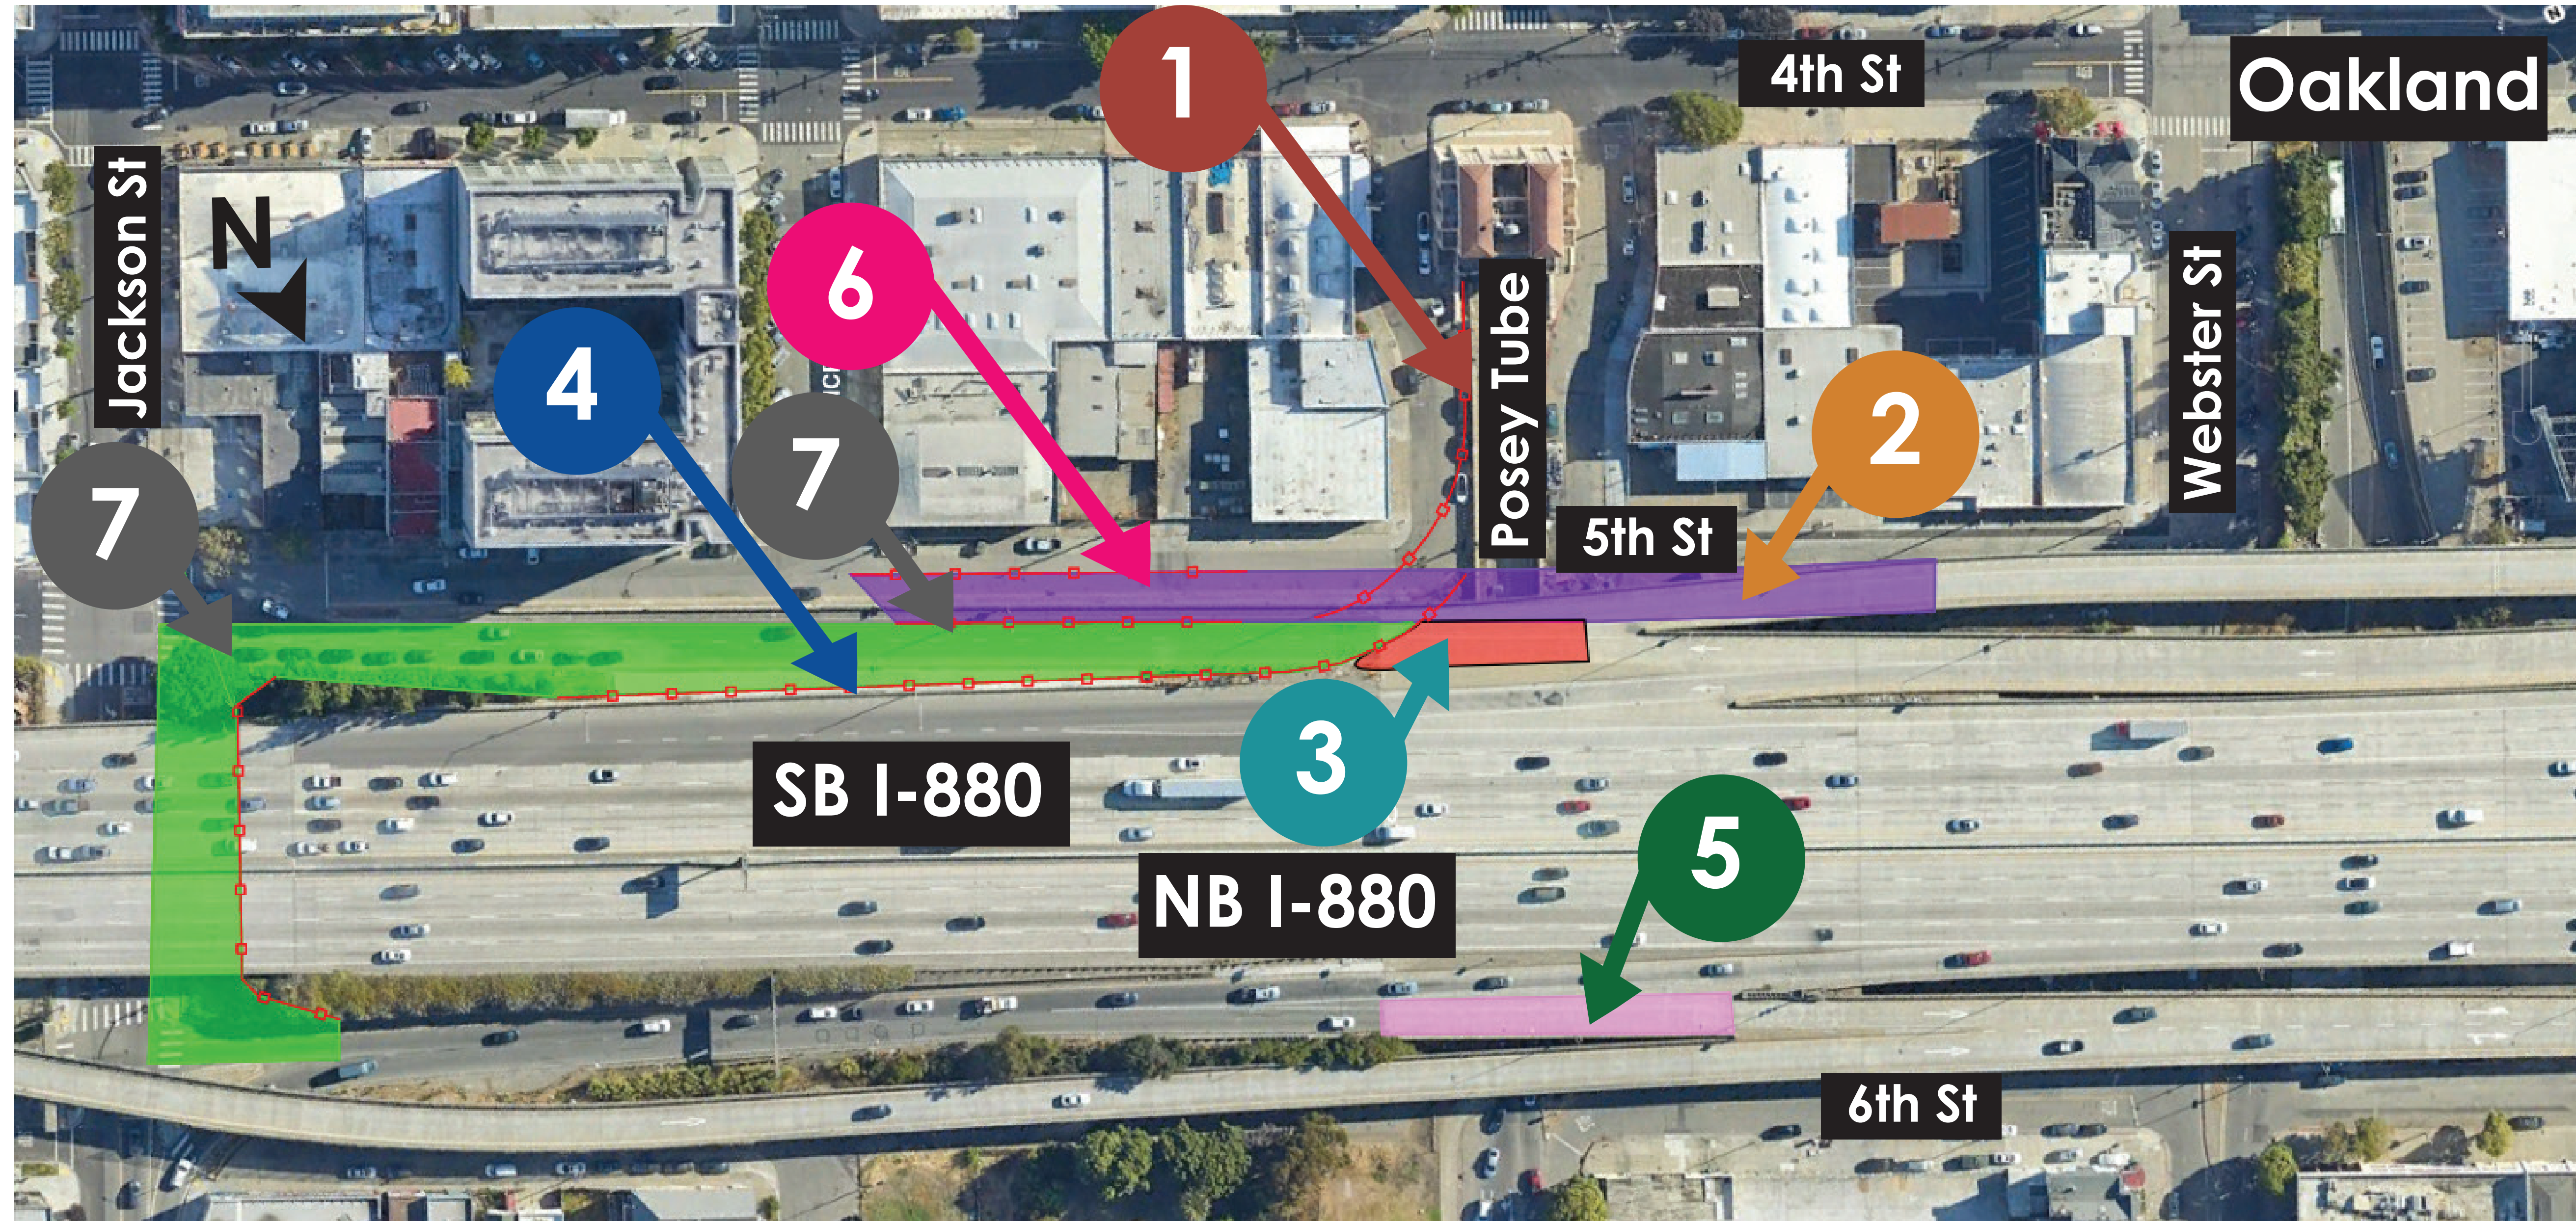 1
4th St
Oakland
Jackson St
N
6
4
7
2
Posey Tube
Webster St
7
5th St
3
SB I-880
5
NB I-880
6th St